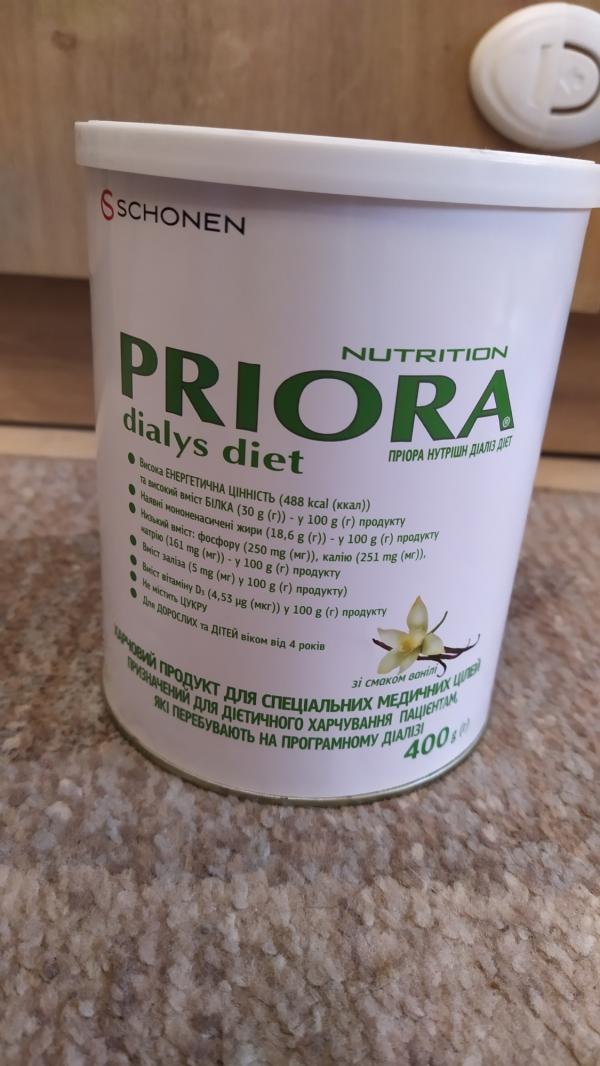 SCHONEN
NUTRITION
PRIORA®
dialys diet
ПРІОРА НУТРІШН ДІАЛІЗ ДІЄТ
● Висока ЕНЕРГЕТИЧНА ЦІННІСТЬ (488 kcal (ккал))
та високий вміст БІЛКА (30 g (г)) - у 100 g (г) продукту
● Наявні мононенасичені жири (18,6 g (г)) - у 100 g (г) продукту
● Низький вміст: фосфору (250 mg (мг)), калію (251 mg (мг)),
натрію (161 mg (мг)) - у 100 g (г) продукту
● Вміст заліза (5 mg (мг) у 100 g (г) продукту)
● Вміст вітаміну D₃ (4,53 µg (мкг)) у 100 g (г) продукту
● Не містить ЦУКРУ
● Для ДОРОСЛИХ та ДІТЕЙ віком від 4 років
зі смаком ванілі
ХАРЧОВИЙ ПРОДУКТ ДЛЯ СПЕЦІАЛЬНИХ МЕДИЧНИХ ЦІЛЕЙ
ПРИЗНАЧЕНИЙ ДЛЯ ДІЄТИЧНОГО ХАРЧУВАННЯ ПАЦІЄНТАМ,
ЯКІ ПЕРЕБУВАЮТЬ НА ПРОГРАМНОМУ ДІАЛІЗІ
400 g (г)